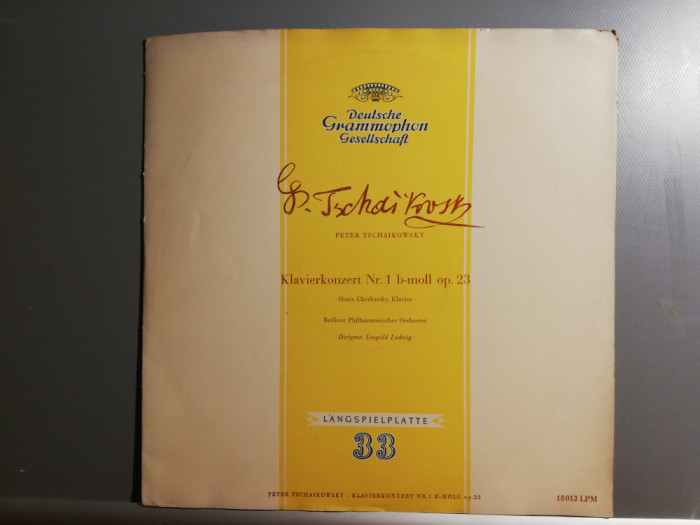 Deutsche
Grammophon
Gesellschaft
P. Tschaikovsky
PETER TSCHAIKOWSKY
Klavierkonzert Nr. 1 b-moll op. 23
Shura Cherkassky, Klavier
Berliner Philharmonisches Orchester
Dirigent: Leopold Ludwig
LANGSPIELPLATTE
33
PETER TSCHAIKOWSKY · KLAVIERKONZERT NR. 1 B-MOLL op. 23
18013 LPM